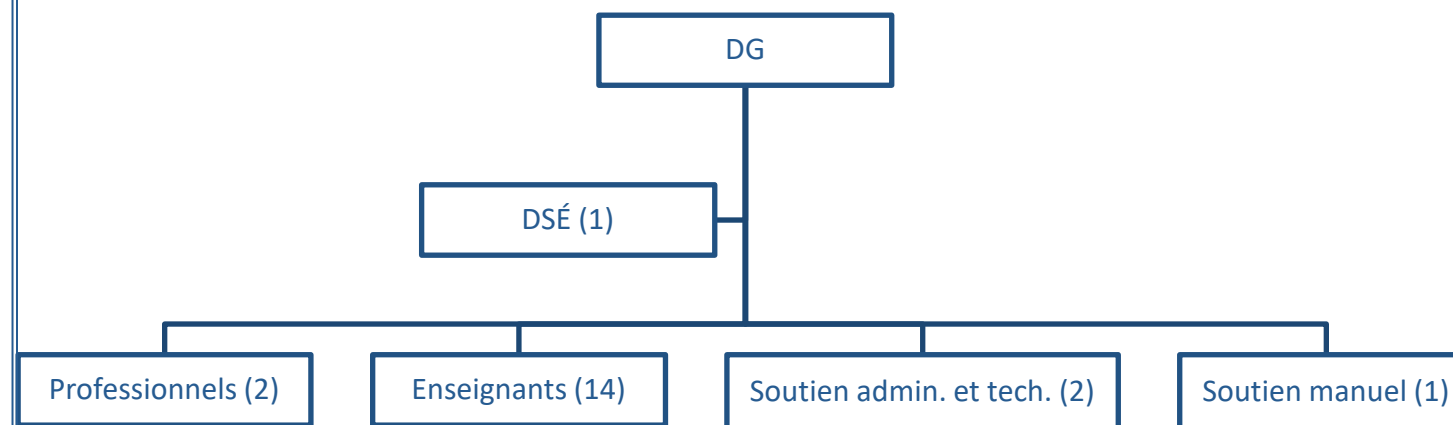 DG
DSÉ (1)
Professionnels (2)
Enseignants (14)
Soutien admin. et tech. (2)
Soutien manuel (1)